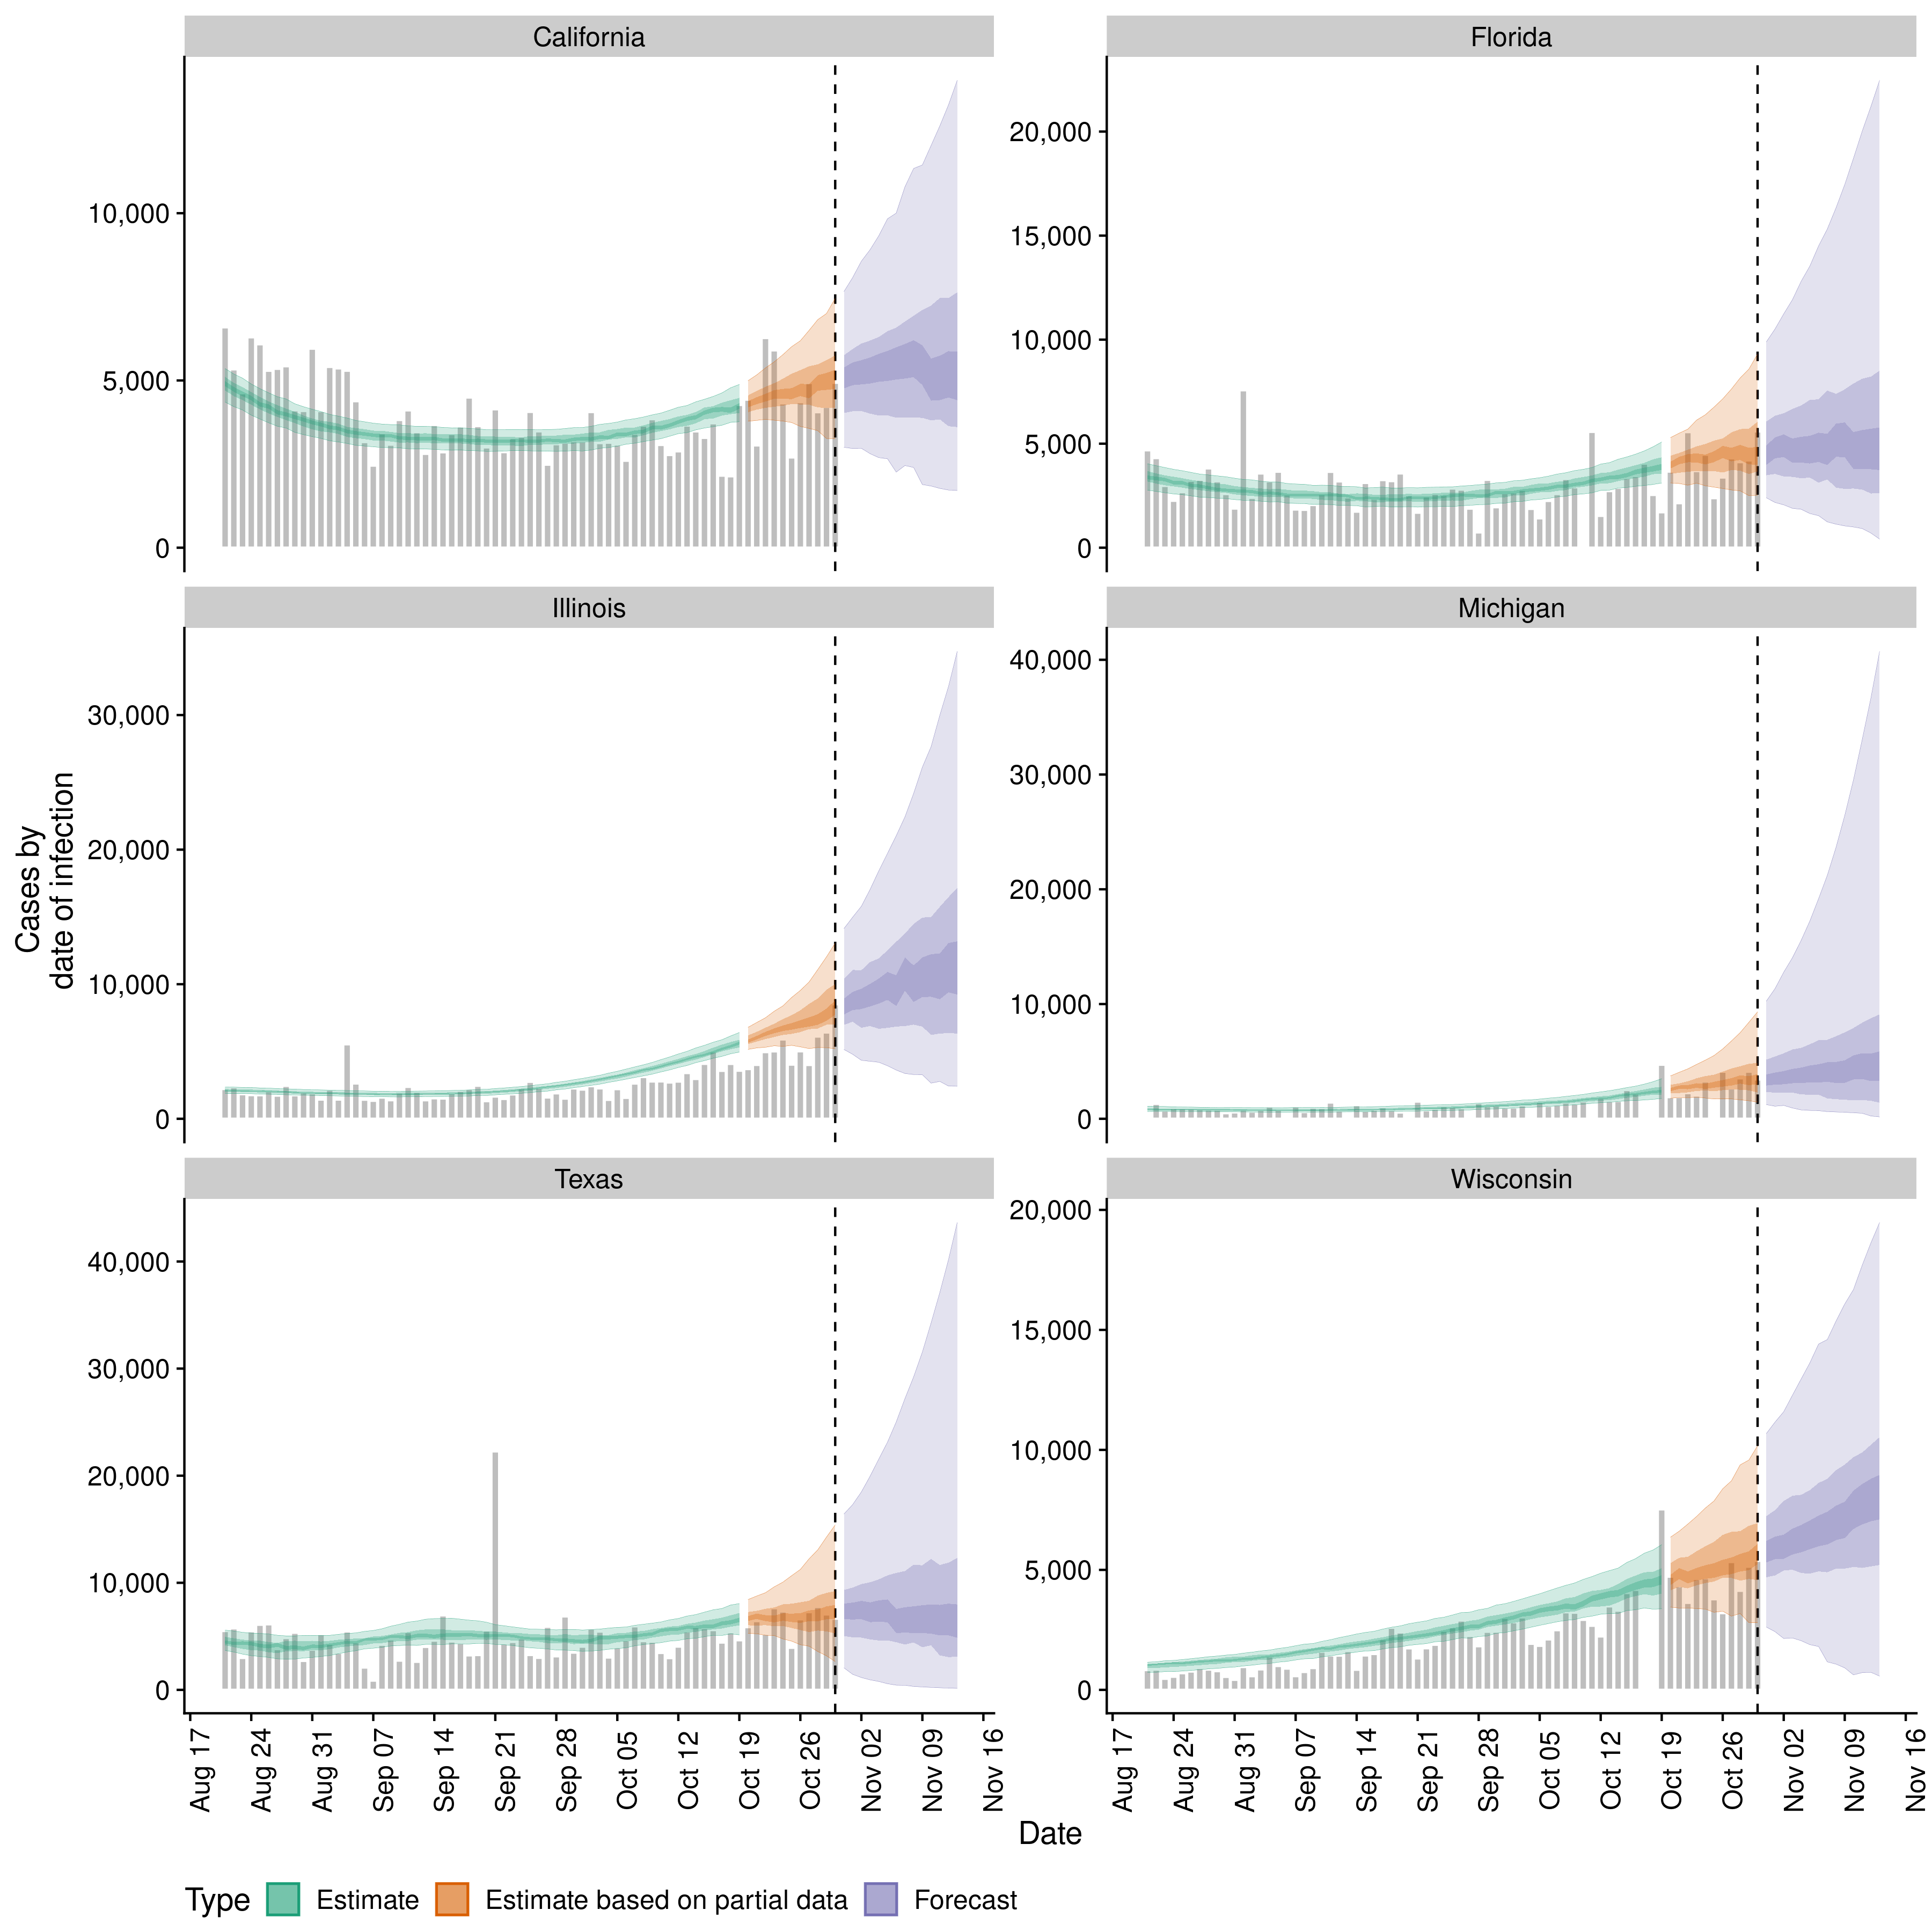 California
Florida
10,000
5,000
0
20,000
15,000
10,000
5,000
0
Illinois
Michigan
30,000
20,000
10,000
0
40,000
30,000
20,000
10,000
0
Cases by
date of infection
Texas
Wisconsin
40,000
30,000
20,000
10,000
0
20,000
15,000
10,000
5,000
0
Aug 17
Aug 24
Aug 31
Sep 07
Sep 14
Sep 21
Sep 28
Oct 05
Oct 12
Oct 19
Oct 26
Nov 02
Nov 09
Nov 16
Aug 17
Aug 24
Aug 31
Sep 07
Sep 14
Sep 21
Sep 28
Oct 05
Oct 12
Oct 19
Oct 26
Nov 02
Nov 09
Nov 16
Date
Type Estimate Estimate based on partial data Forecast